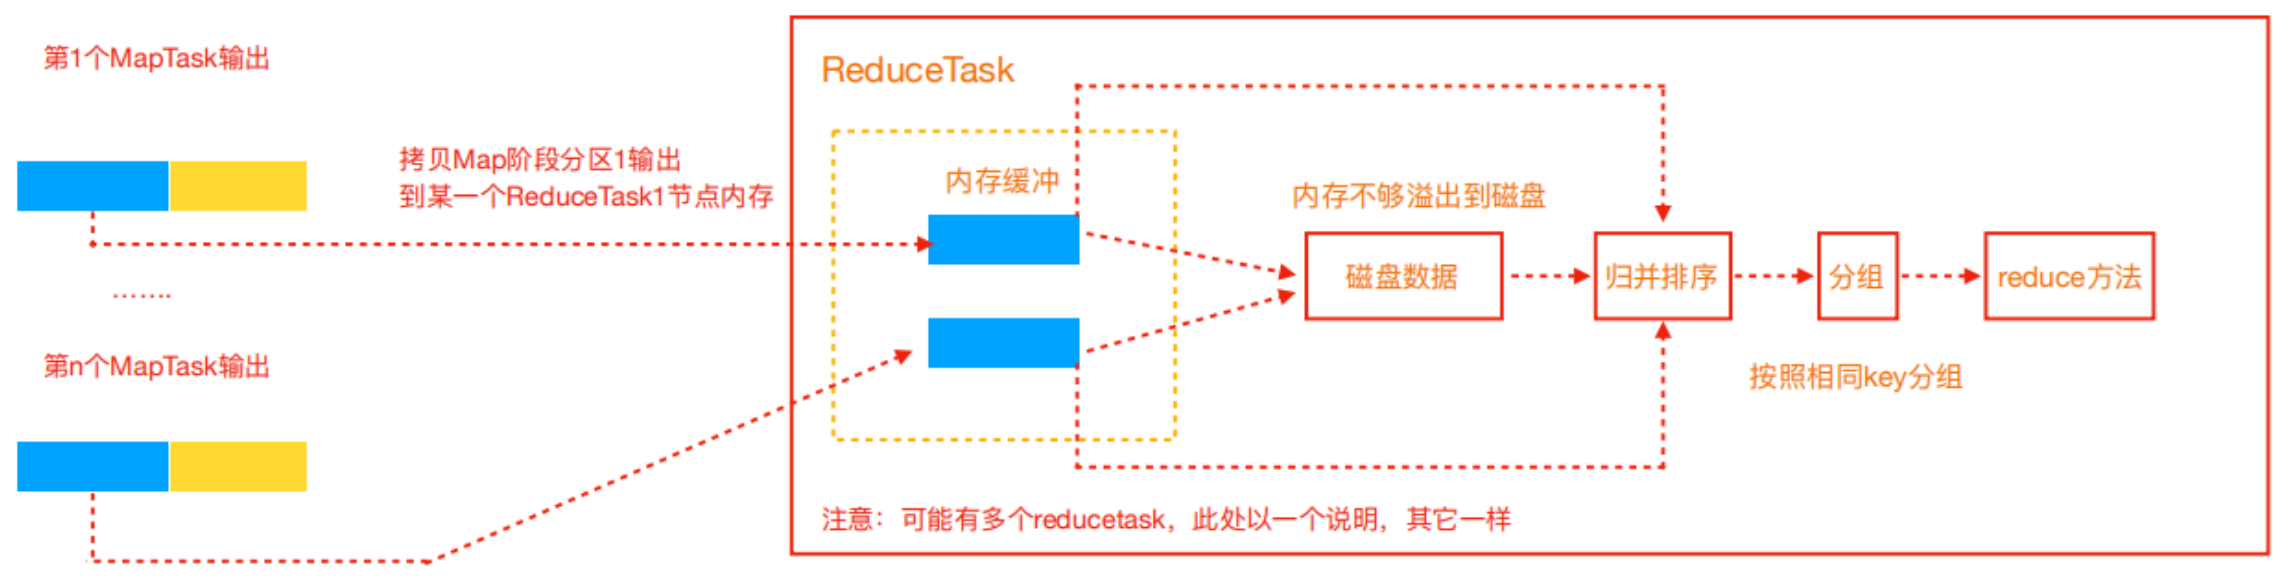 第1个MapTask输出
拷贝Map阶段分区1输出
到某一个ReduceTask1节点内存
.......
第n个MapTask输出
ReduceTask
内存缓冲
内存不够溢出到磁盘
磁盘数据
归并排序
分组
reduce方法
按照相同key分组
注意：可能有多个reducetask，此处以一个说明，其它一样